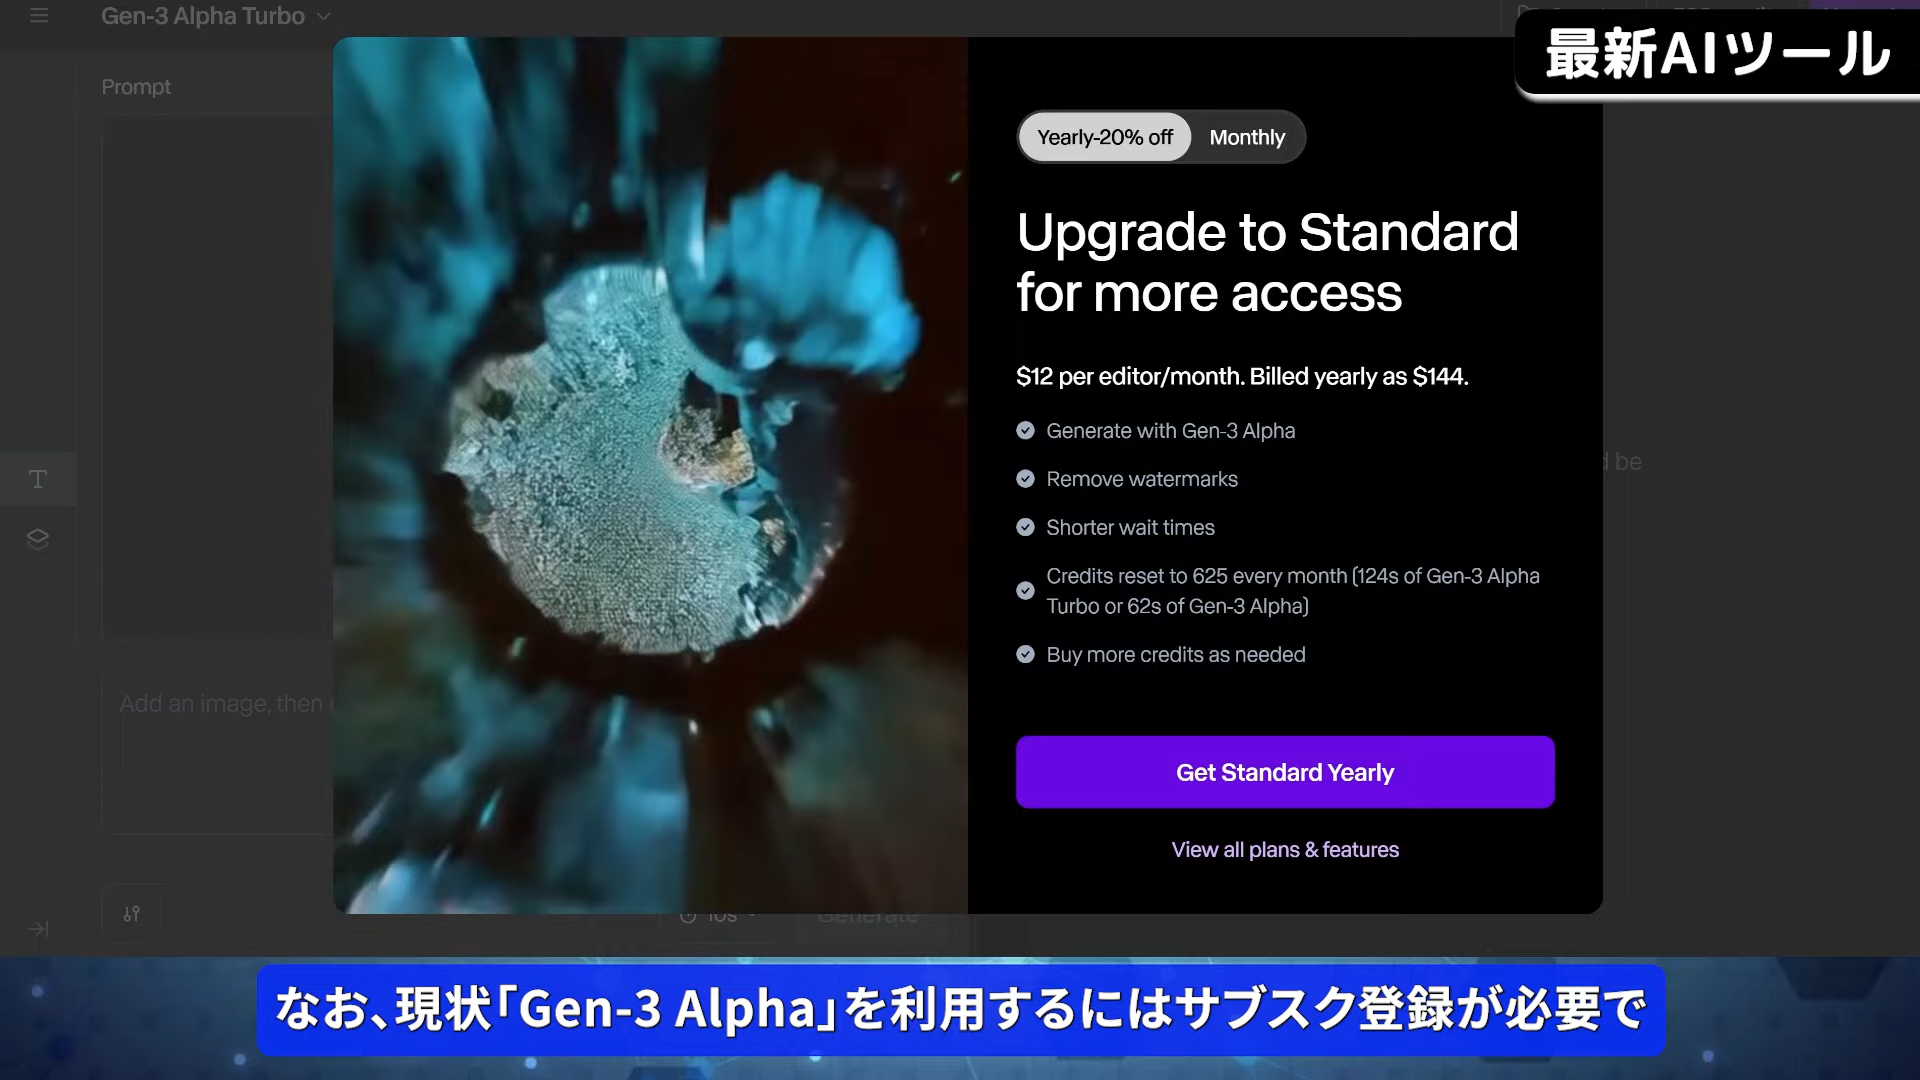 Gen-3 Alpha Turbo
最新AIツール
Prompt
Yearly-20% off
Monthly
Upgrade to Standard
for more access
$12 per editor/month. Billed yearly as $144.
Generate with Gen-3 Alpha
Remove watermarks
Shorter wait times
Credits reset to 625 every month (124s of Gen-3 Alpha
Turbo or 62s of Gen-3 Alpha)
Buy more credits as needed
Get Standard Yearly
View all plans & features
be
Add an image, then
10s
Generate
なお、現状「Gen-3 Alpha」を利用するにはサブスク登録が必要で